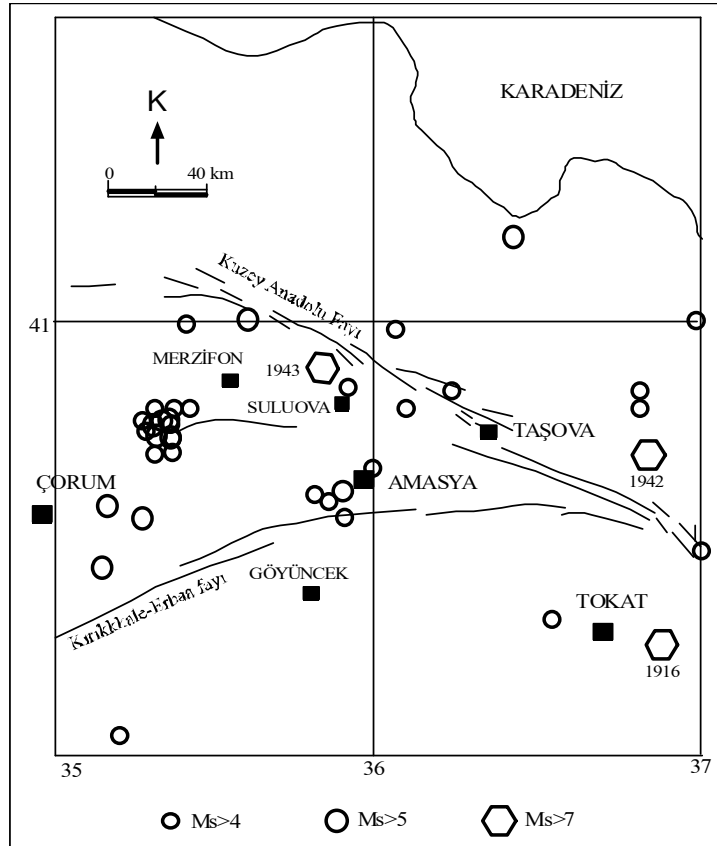 KARADENİZ
K
0 40 km
Kuzey Anadolu Fayı
41
MERZİFON
1943
SULUOVA
TAŞOVA
ÇORUM
AMASYA
1942
GÖYÜNCEK
Kırıkkale-Erbaa fayı
TOKAT
1916
35 36 37
Ms>4 Ms>5 Ms>7